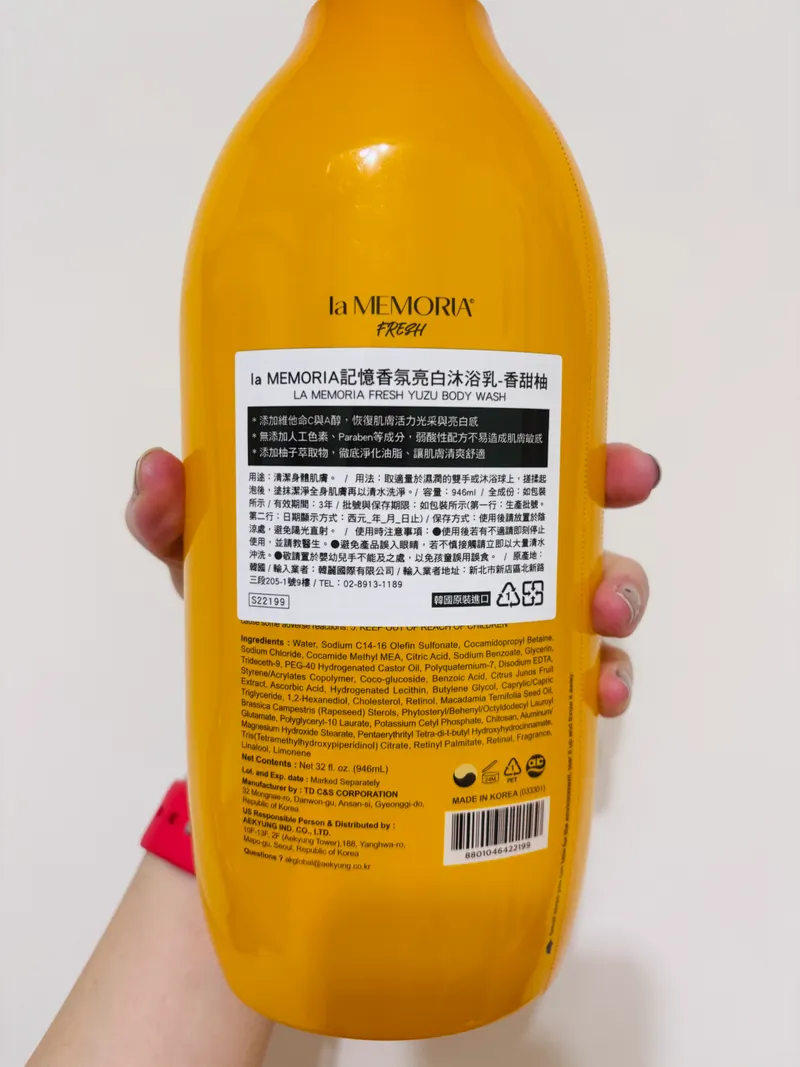 la MEMORIA®
FRESH
la MEMORIA記憶香氛亮白沐浴乳-香甜柚
LA MEMORIA FRESH YUZU BODY WASH
*添加維他命C與A醇，恢復肌膚活力光采與亮白感
*無添加人工色素、Paraben等成分，弱酸性配方不易造成肌膚敏感
*添加柚子萃取物，徹底淨化油脂、讓肌膚清爽舒適
用途：清潔身體肌膚。 / 用法：取適量於濕潤的雙手或沐浴球上，搓揉起
泡後，塗抹潔淨全身肌膚再以清水洗淨。/ 容量：946ml / 全成份：如包裝
所示 / 有效期間：3年 / 批號與保存期限：如包裝所示(第一行：生產批號。
第二行：日期顯示方式：西元_年_月_日止) / 保存方式：使用後請放置於陰
涼處，避免陽光直射。 / 使用時注意事項：●使用後若有不適請即刻停止
使用，並請教醫生。●避免產品誤入眼睛，若不慎接觸請立即以大量清水
沖洗。●敬請置於嬰幼兒手不能及之處，以免孩童誤用誤食。 / 原產地：
韓國 / 輸入業者：韓麗國際有限公司 / 輸入業者地址：新北市新店區北新路
三段205-1號9樓 / TEL：02-8913-1189
S22199
韓國原裝進口
1
cause some adverse reactions. 5. KEEP OUT OF REACH OF CHILDREN
Ingredients : Water, Sodium C14-16 Olefin Sulfonate, Cocamidopropyl Betaine,
Sodium Chloride, Cocamide Methyl MEA, Citric Acid, Sodium Benzoate, Glycerin,
Trideceth-9, PEG-40 Hydrogenated Castor Oil, Polyquaternium-7, Disodium EDTA,
Styrene/Acrylates Copolymer, Coco-glucoside, Benzoic Acid, Citrus Junos Fruit
Extract, Ascorbic Acid, Hydrogenated Lecithin, Butylene Glycol, Caprylic/Capric
Triglyceride, 1,2-Hexanediol, Cholesterol, Retinol, Macadamia Ternifolia Seed Oil,
Brassica Campestris (Rapeseed) Sterols, Phytosteryl/Behenyl/Octyldodecyl Lauroyl
Glutamate, Polyglyceryl-10 Laurate, Potassium Cetyl Phosphate, Chitosan, Aluminum/
Magnesium Hydroxide Stearate, Pentaerythrityl Tetra-di-t-butyl Hydroxyhydrocinnamate,
Tris(Tetramethylhydroxypiperidinol) Citrate, Retinyl Palmitate, Retinal, Fragrance,
Linalool, Limonene
Net Contents : Net 32 fl. oz. (946mL)
Lot. and Exp. date : Marked Separately
Manufacturer by : TD C&S CORPORATION
32 Mongnae-ro, Danwon-gu, Ansan-si, Gyeonggi-do,
Republic of Korea
US Responsible Person & Distributed by :
AEKYUNG IND. CO., LTD.
10F-13F, 2F (Aekyung Tower),188, Yanghwa-ro,
Mapo-gu, Seoul, Republic of Korea
Questions ? akglobal@aekyung.co.kr
24M
1
PET
MADE IN KOREA (033301)
8801046422199